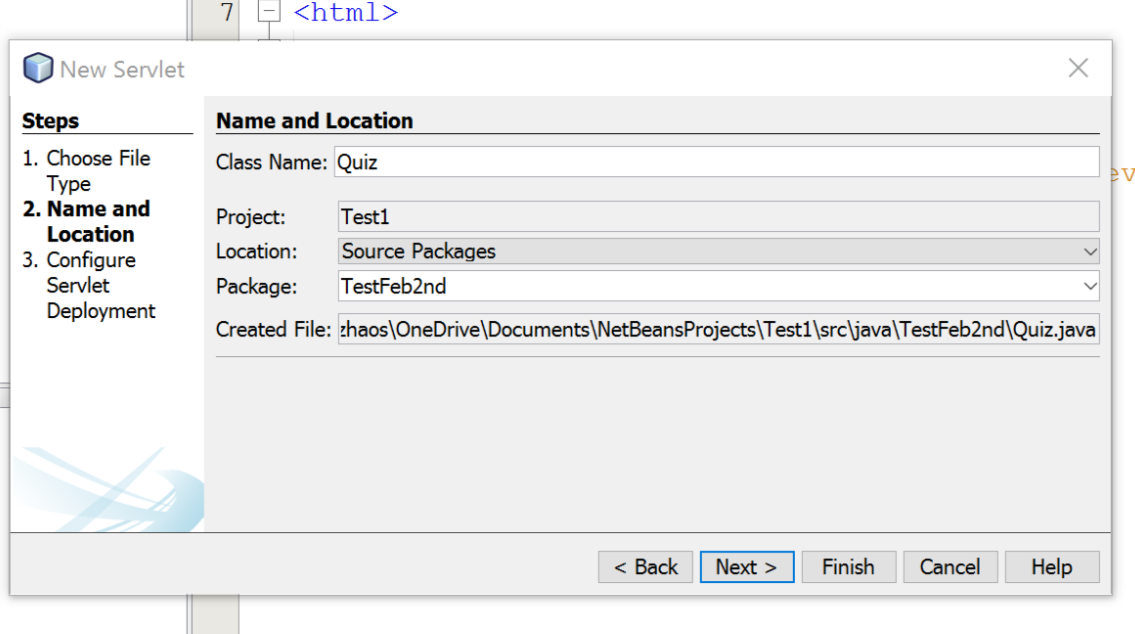 7 <html>
New Servlet
Steps
1. Choose File
Type
2. Name and
Location
3. Configure
Servlet
Deployment
Name and Location
Class Name: Quiz
Project: Test1
Location: Source Packages
Package: TestFeb2nd
Created File: zhaos\OneDrive\Documents\NetBeansProjects\Test1\src\java\TestFeb2nd\Quiz.java
< Back Next > Finish Cancel Help